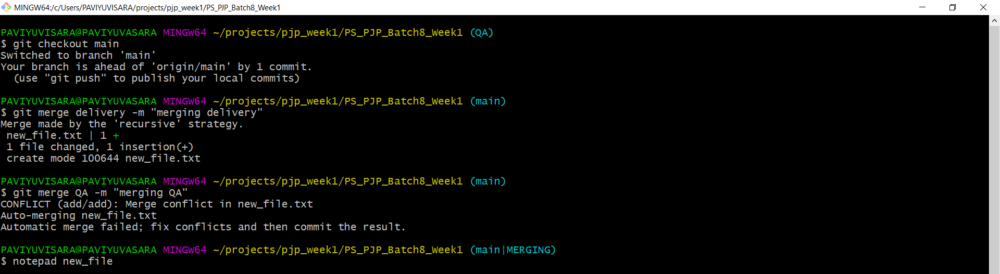 MINGW64:/c/Users/PAVIYUVISARA/projects/pjp_week1/PS_PJP_Batch8_Week1
PAVIYUVISARA@PAVIYUVASARA MINGW64 ~/projects/pjp_week1/PS_PJP_Batch8_Week1 (QA)
$ git checkout main
Switched to branch 'main'
Your branch is ahead of 'origin/main' by 1 commit.
  (use "git push" to publish your local commits)
PAVIYUVISARA@PAVIYUVASARA MINGW64 ~/projects/pjp_week1/PS_PJP_Batch8_Week1 (main)
$ git merge delivery -m "merging delivery"
Merge made by the 'recursive' strategy.
 new_file.txt | 1 +
 1 file changed, 1 insertion(+)
 create mode 100644 new_file.txt
PAVIYUVISARA@PAVIYUVASARA MINGW64 ~/projects/pjp_week1/PS_PJP_Batch8_Week1 (main)
$ git merge QA -m "merging QA"
CONFLICT (add/add): Merge conflict in new_file.txt
Auto-merging new_file.txt
Automatic merge failed; fix conflicts and then commit the result.
PAVIYUVISARA@PAVIYUVASARA MINGW64 ~/projects/pjp_week1/PS_PJP_Batch8_Week1 (main|MERGING)
$ notepad new_file